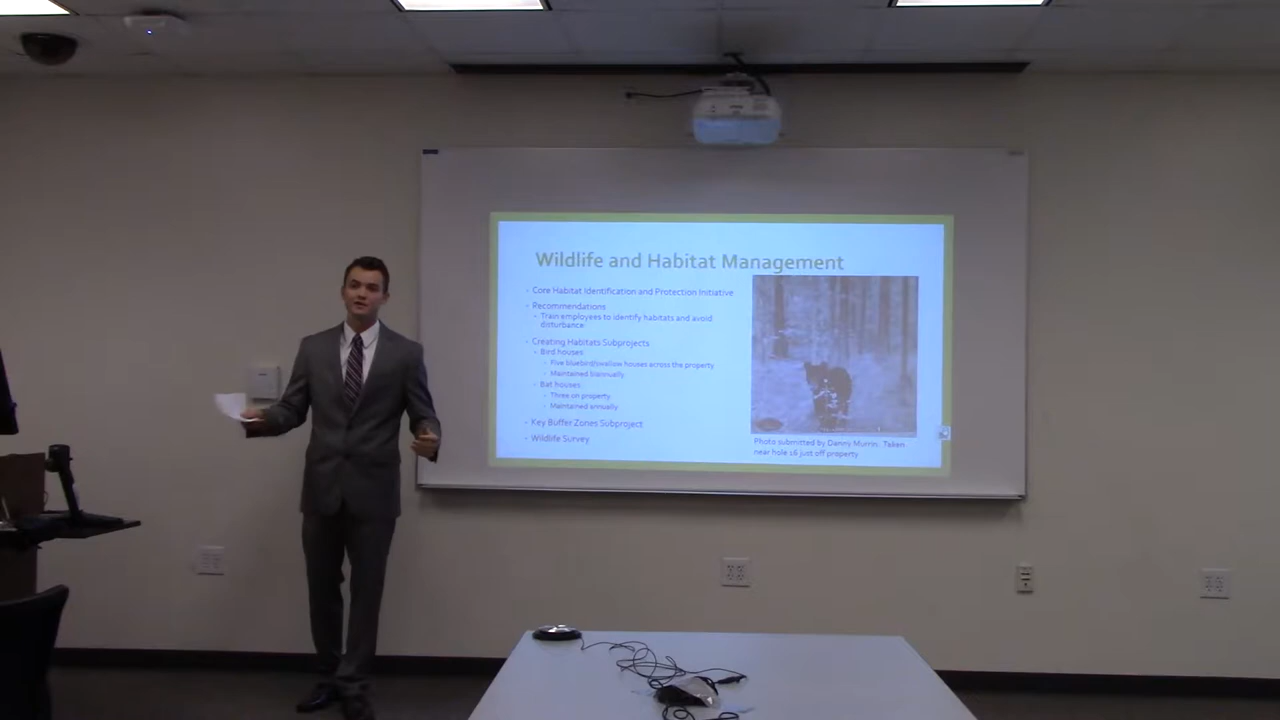 Wildlife and Habitat Management
Core Habitat Identification and Protection Initiative
Recommendations
Train employees to identify habitats and avoid
disturbance.
Creating Habitats Subprojects
Bird houses:
Five bluebird/swallow houses across the property
Maintained biannually.
Bat houses:
Three on property.
Maintained annually
Key Buffer Zones Subproject
Wildlife Survey
Photo submitted by Danny Murrin. Taken
near hole 16 just off property